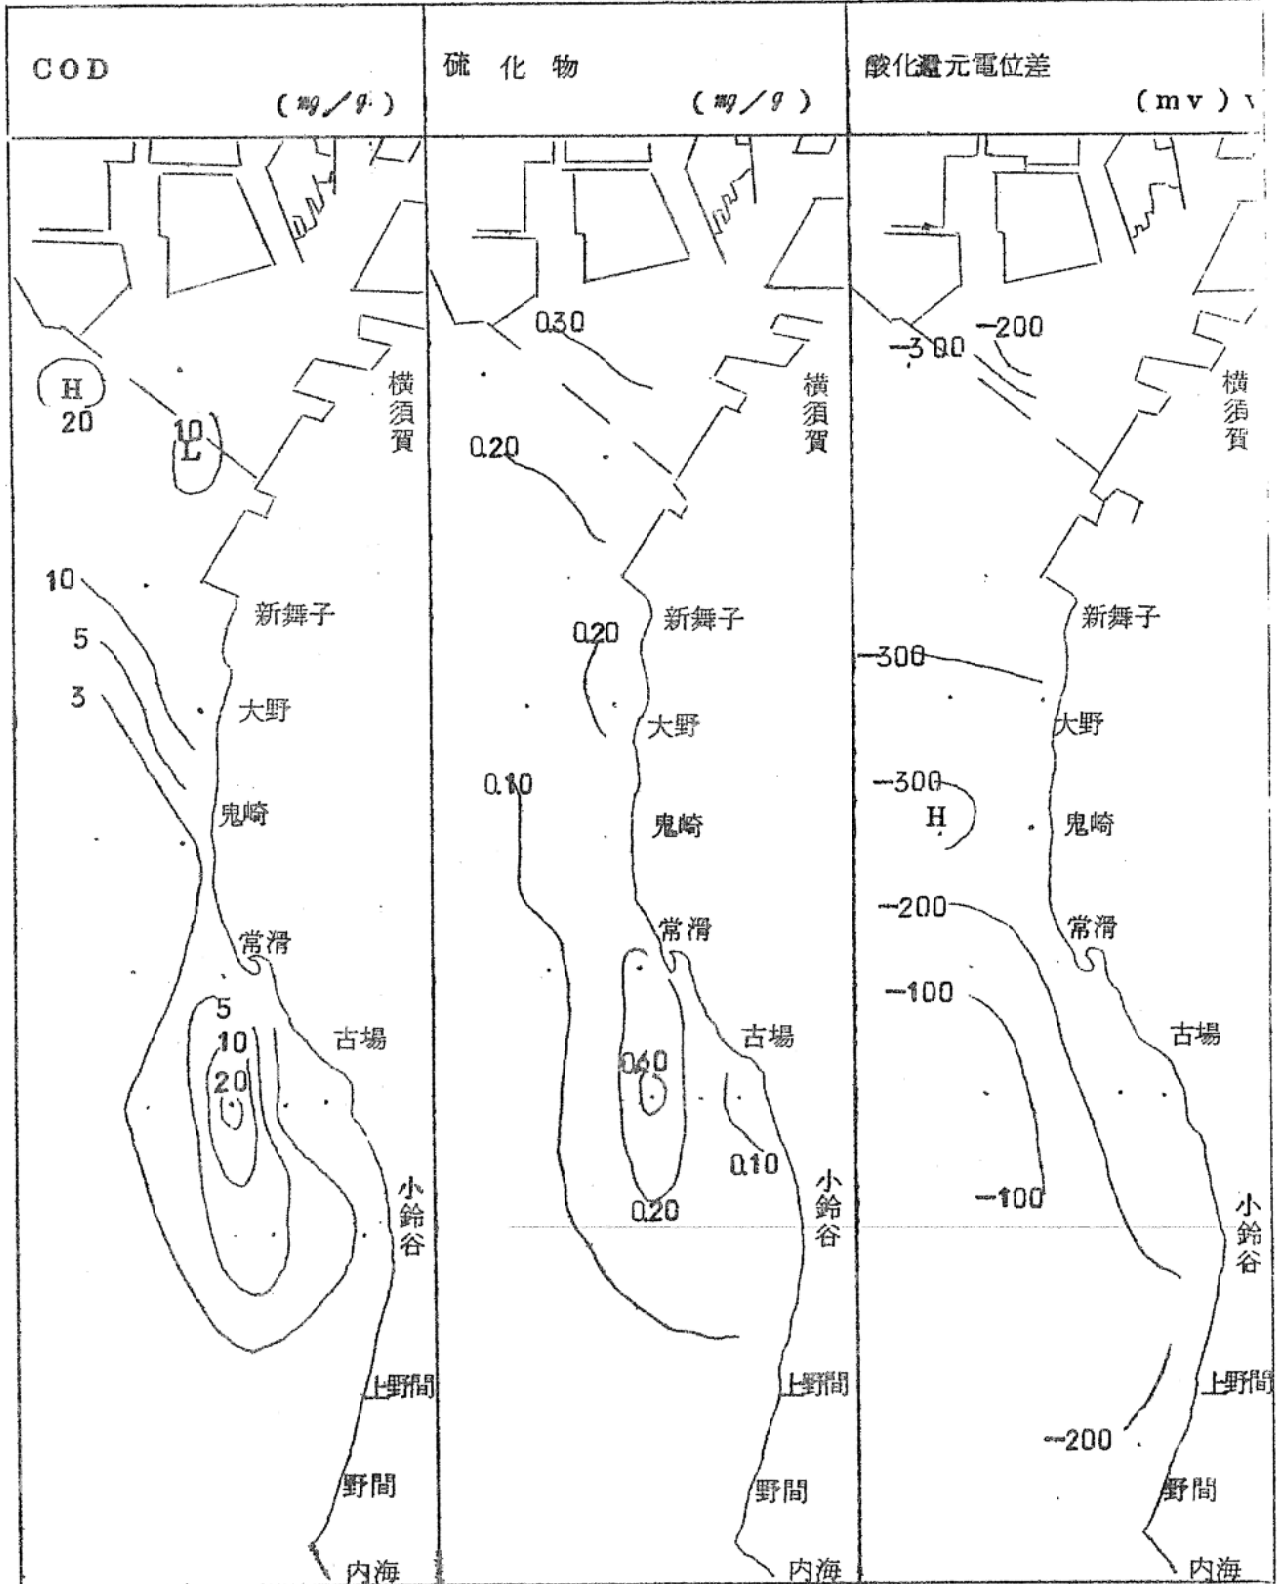 COD
(mg/g)
H
20
10
L
横須賀
10
新舞子
5
3
大野
鬼崎
常滑
5
古場
10
20
小鈴谷
上野間
野間
内海
硫化物
(mg/g)
0.30
横須賀
0.20
新舞子
0.20
大野
0.10
鬼崎
常滑
古場
0.40
0.10
小鈴谷
0.20
上野間
野間
内海
酸化還元電位差
(mv)
-200
-300
横須賀
新舞子
-300
大野
-300
H
鬼崎
-200
常滑
-100
古場
-100
小鈴谷
上野間
-200
野間
内海